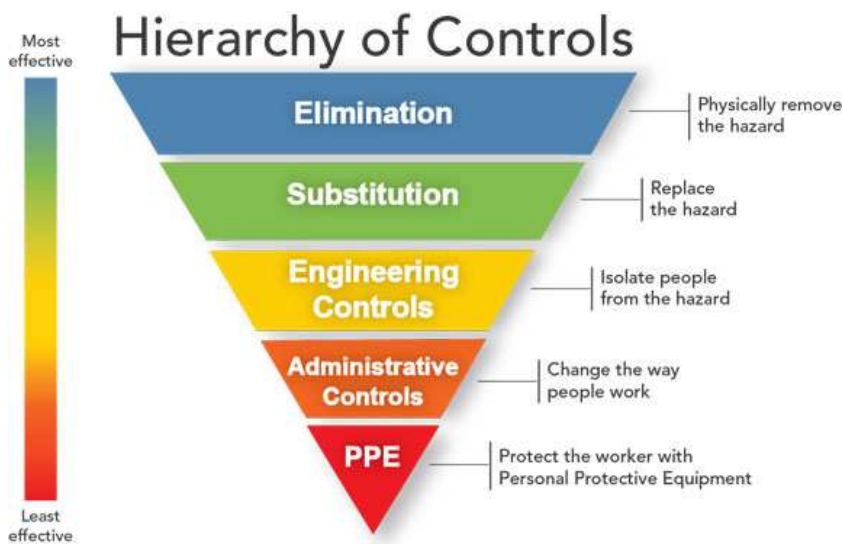 Hierarchy of Controls
Most
effective
Elimination
Physically remove
the hazard
Substitution
Replace
the hazard
Engineering
Controls
Isolate people
from the hazard
Administrative
Controls
Change the way
people work
PPE
Protect the worker with
Personal Protective Equipment
Least
effective